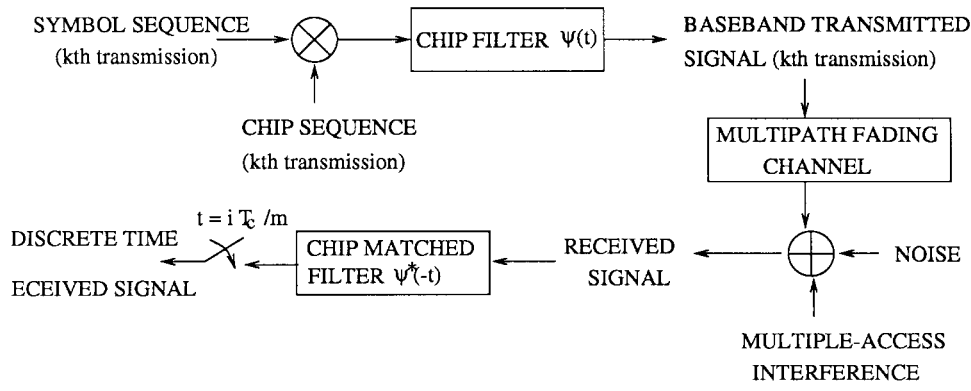 SYMBOL SEQUENCE
(kth transmission)
CHIP FILTER Ψ(t)
BASEBAND TRANSMITTED
SIGNAL (kth transmission)
CHIP SEQUENCE
(kth transmission)
MULTIPATH FADING
CHANNEL
t = i T_c /m
DISCRETE TIME
ECEIVED SIGNAL
CHIP MATCHED
FILTER Ψ*(-t)
RECEIVED
SIGNAL
NOISE
MULTIPLE-ACCESS
INTERFERENCE